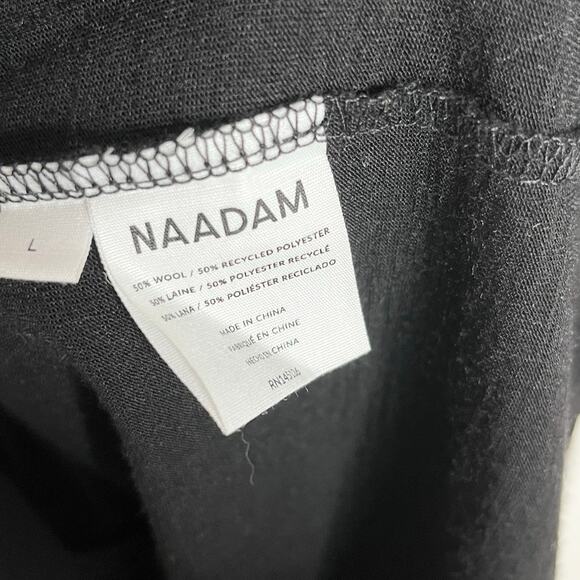 L
NAADAM
50% WOOL / 50% RECYCLED POLYESTER
50% LAINE / 50% POLYESTER RECYCLÉ
50% LANA / 50% POLIÉSTER RECICLADO
MADE IN CHINA
FABRIQUÉ EN CHINE
HECHO EN CHINA